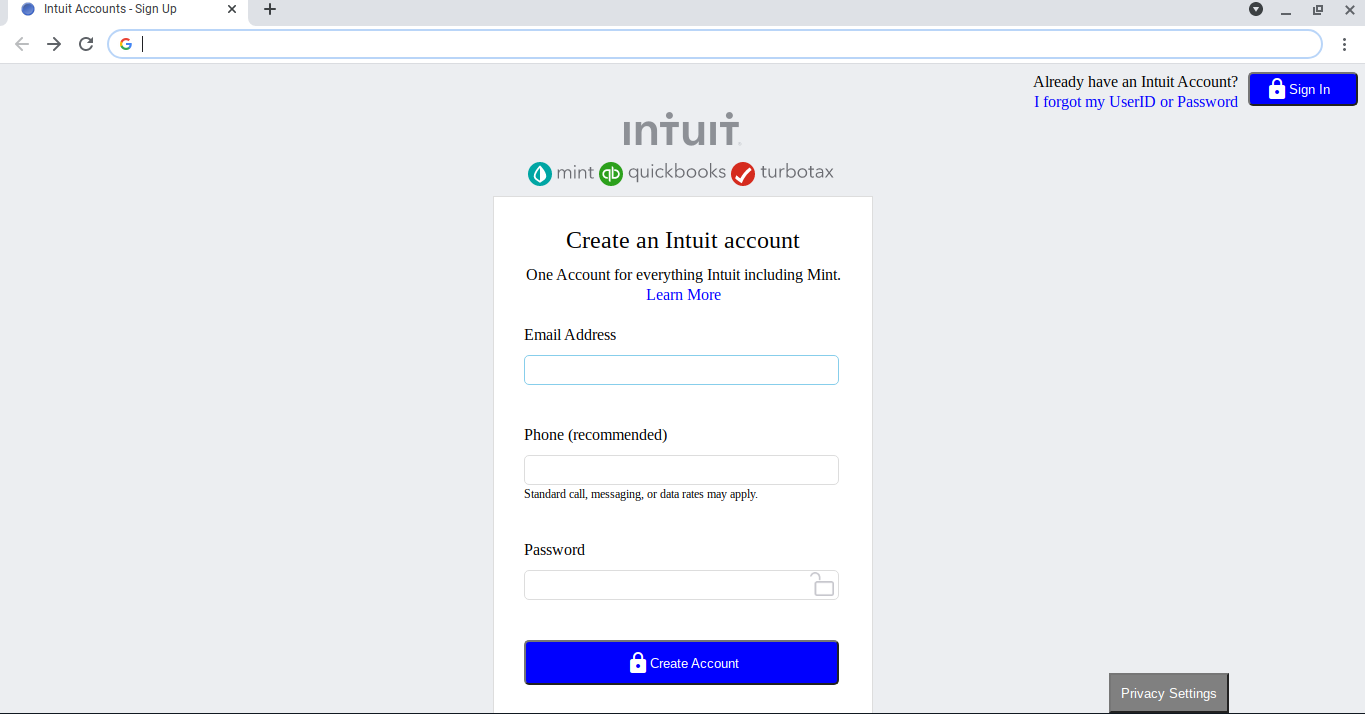 Intuit Accounts - Sign Up
Already have an Intuit Account?
Sign In
I forgot my UserID or Password
intuit
mint qb quickbooks turbotax
Create an Intuit account
One Account for everything Intuit including Mint.
Learn More
Email Address
Phone (recommended)
Standard call, messaging, or data rates may apply.
Password
Create Account
Privacy Settings